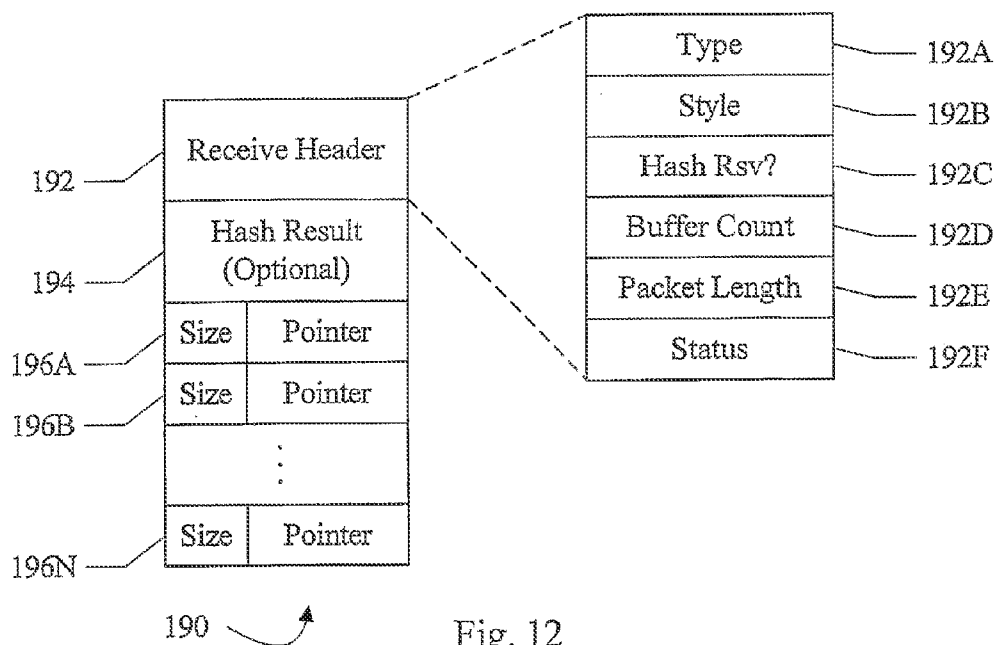 Receive Header
192
Hash Result
(Optional)
194
Size Pointer
196A
Size Pointer
196B
Size Pointer
196N
190
Type 192A
Style 192B
Hash Rsv? 192C
Buffer Count 192D
Packet Length 192E
Status 192F
Fig. 12